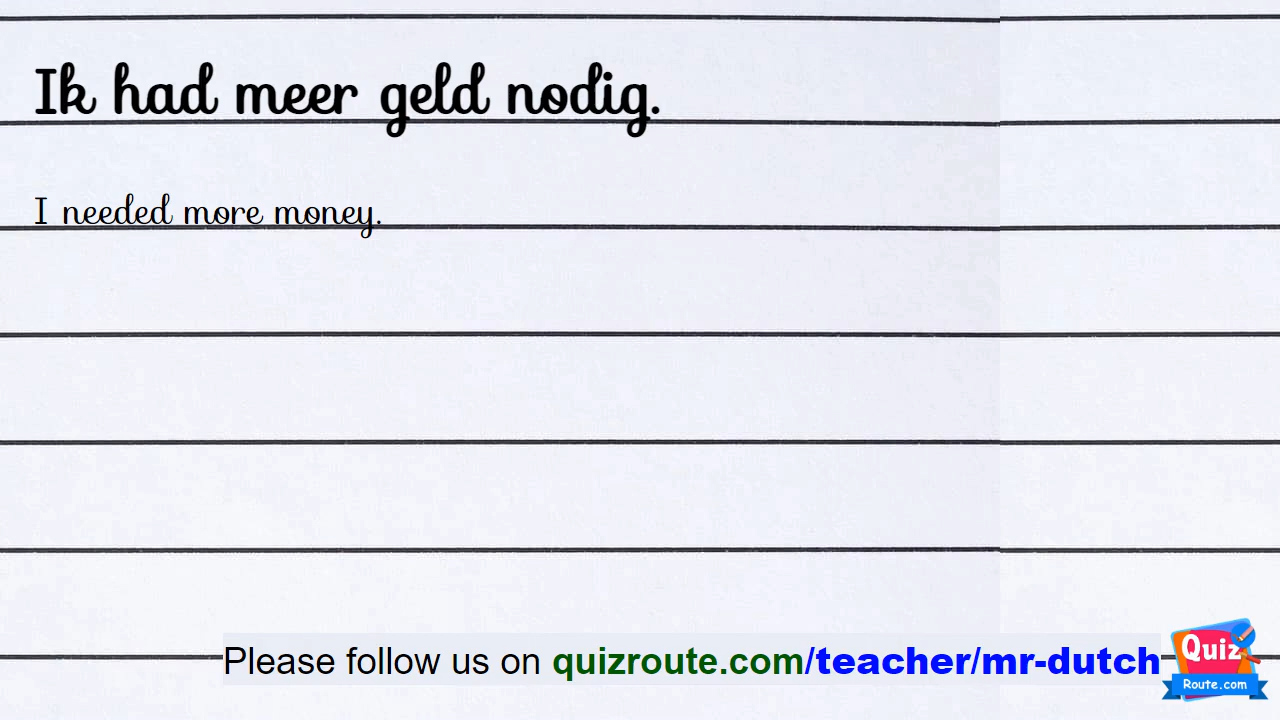 Ik had meer geld nodig.
I needed more money.
Please follow us on quizroute.com/teacher/mr-dutch
Quiz
Route.com